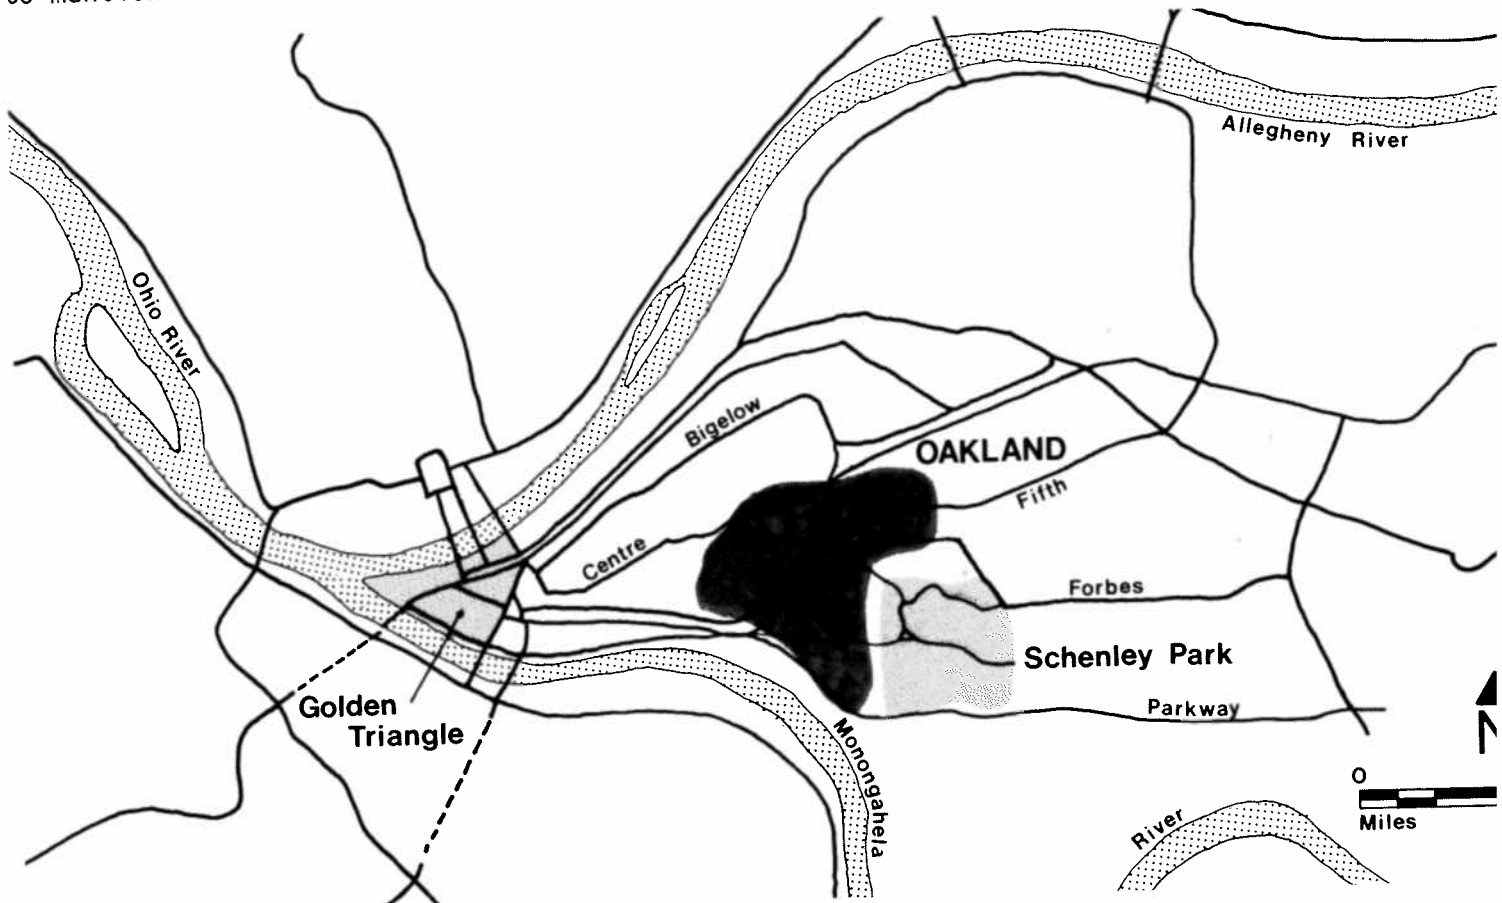 Allegheny River
Ohio River
Bigelow
OAKLAND
Fifth
Centre
Forbes
Schenley Park
Golden
Triangle
Parkway
Monongahela
River
N
0
Miles